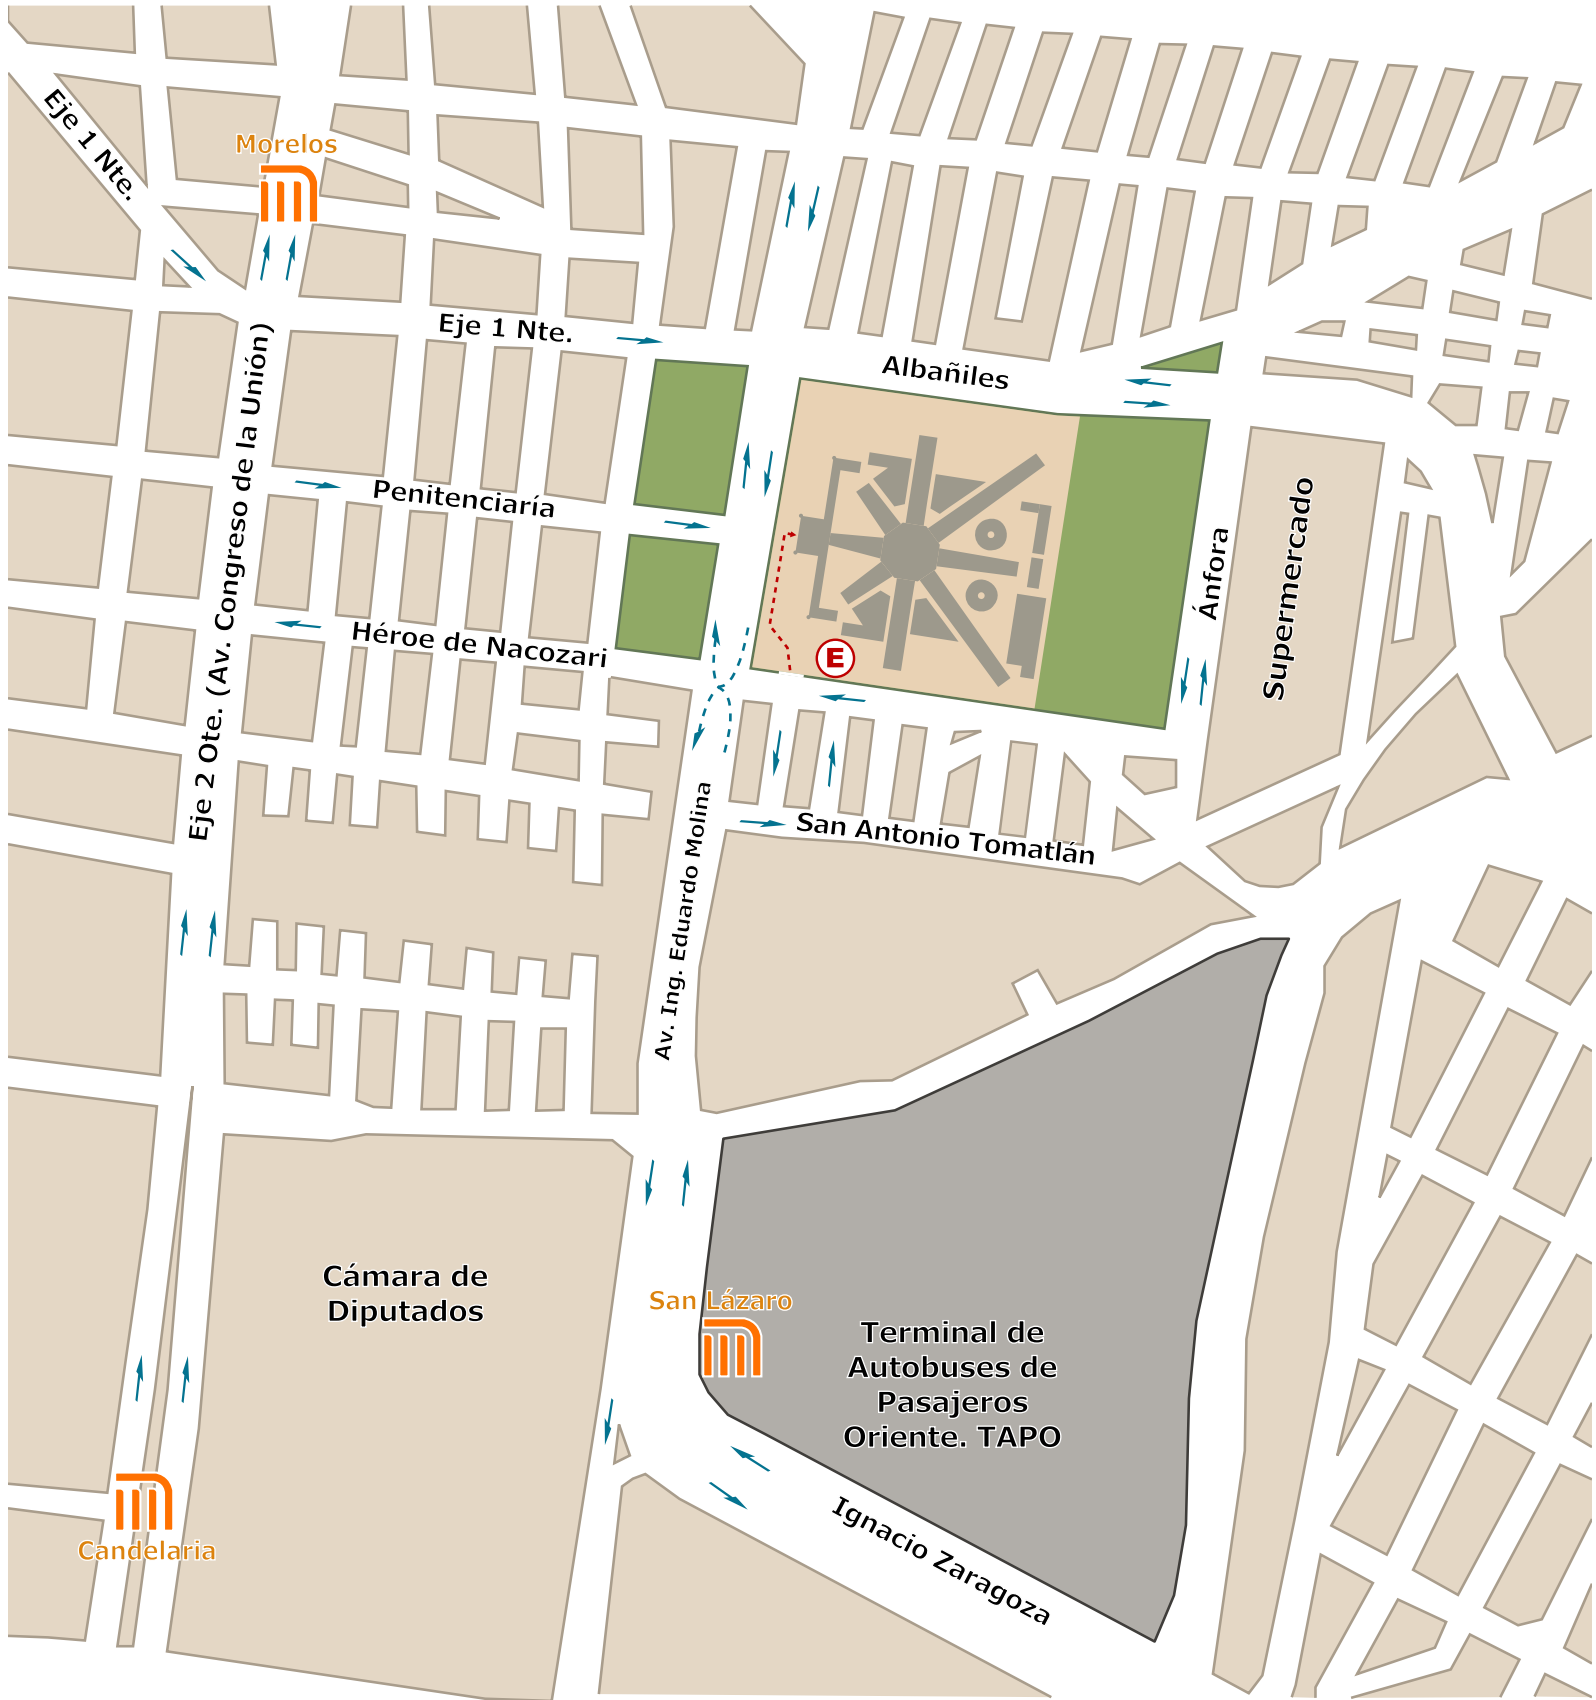 Eje 1 Nte.
Morelos
Eje 1 Nte.
Albañiles
Penitenciaría
Eje 2 Ote. (Av. Congreso de la Unión)
Héroe de Nacozari
E
Ánfora
Supermercado
San Antonio Tomatlán
Av. Ing. Eduardo Molina
Cámara de
Diputados
San Lázaro
Terminal de
Autobuses de
Pasajeros
Oriente. TAPO
Ignacio Zaragoza
Candelaria